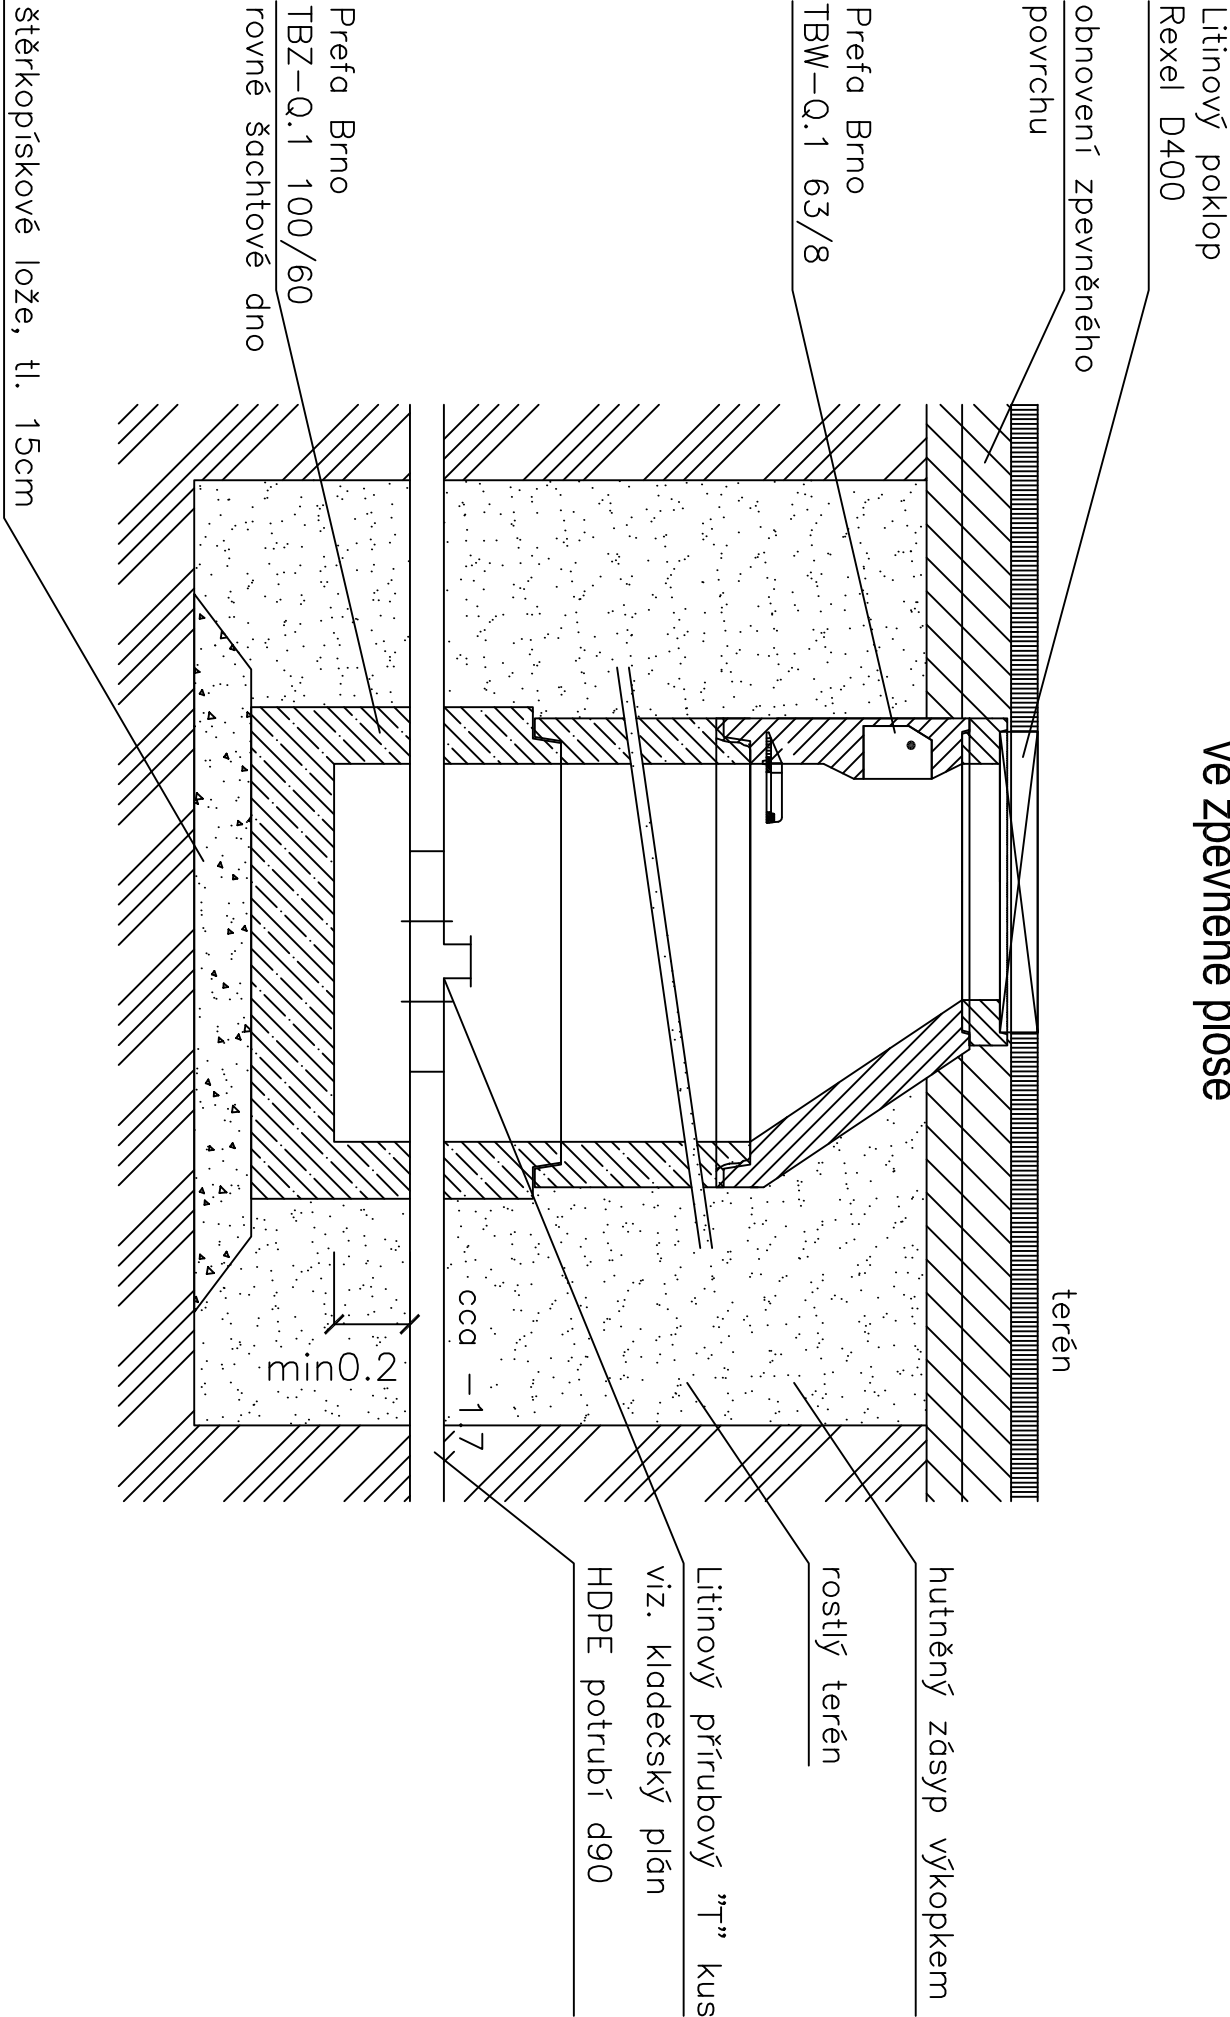 ve zpevněné ploše
Litinový poklop
Rexel D400
obnovení zpevněného
povrchu
Prefa Brno
TBW-Q.1 63/8
Prefa Brno
TBZ-Q.1 100/60
rovné šachtové dno
štěrkopískové lože, tl. 15cm
terén
cca -1.7
min0.2
hutněný zásyp výkopkem
rostlý terén
Litinový přírubový "T" kus
viz. kladečský plán
HDPE potrubí d90